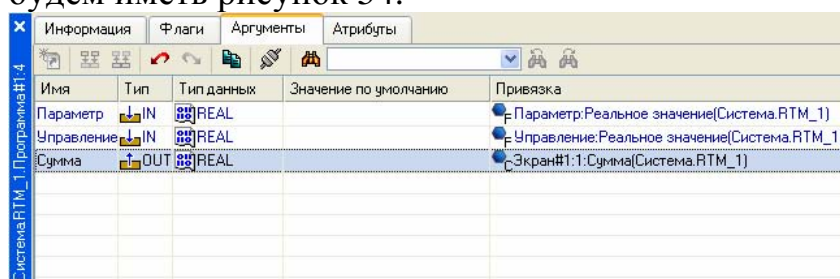 будем иметь рисунок 34.
Информация Флаги Аргументы Атрибуты
Имя Тип Тип данных Значение по умолчанию Привязка
Параметр IN REAL Параметр:Реальное значение(Система.RTM_1)
Управление IN REAL Управление:Реальное значение(Система.RTM_1
Сумма OUT REAL Экран#1:1:Сумма(Система.RTM_1)
Система.RTM_1.Программа#1:4